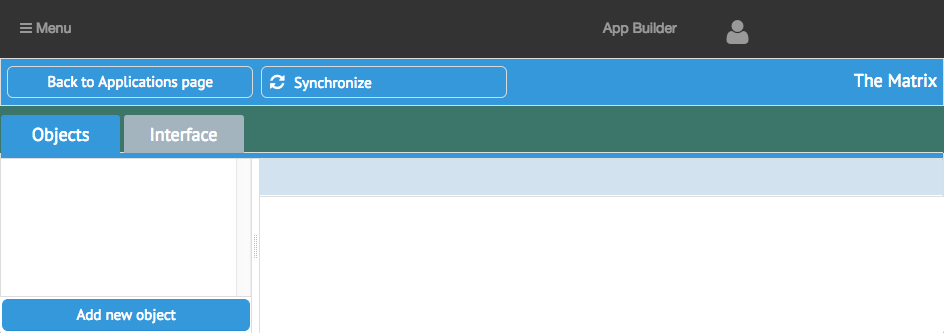 Menu
App Builder
Back to Applications page
Synchronize
The Matrix
Objects
Interface
Add new object